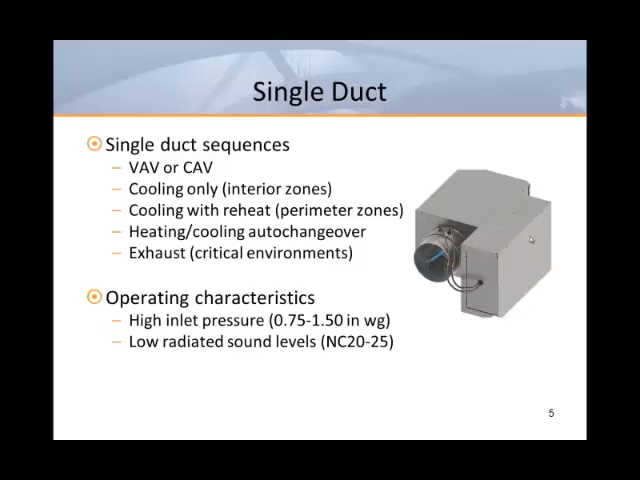 Single Duct
Single duct sequences
– VAV or CAV
– Cooling only (interior zones)
– Cooling with reheat (perimeter zones)
– Heating/cooling autochangeover
– Exhaust (critical environments)
Operating characteristics
– High inlet pressure (0.75-1.50 in wg)
– Low radiated sound levels (NC20-25)
5